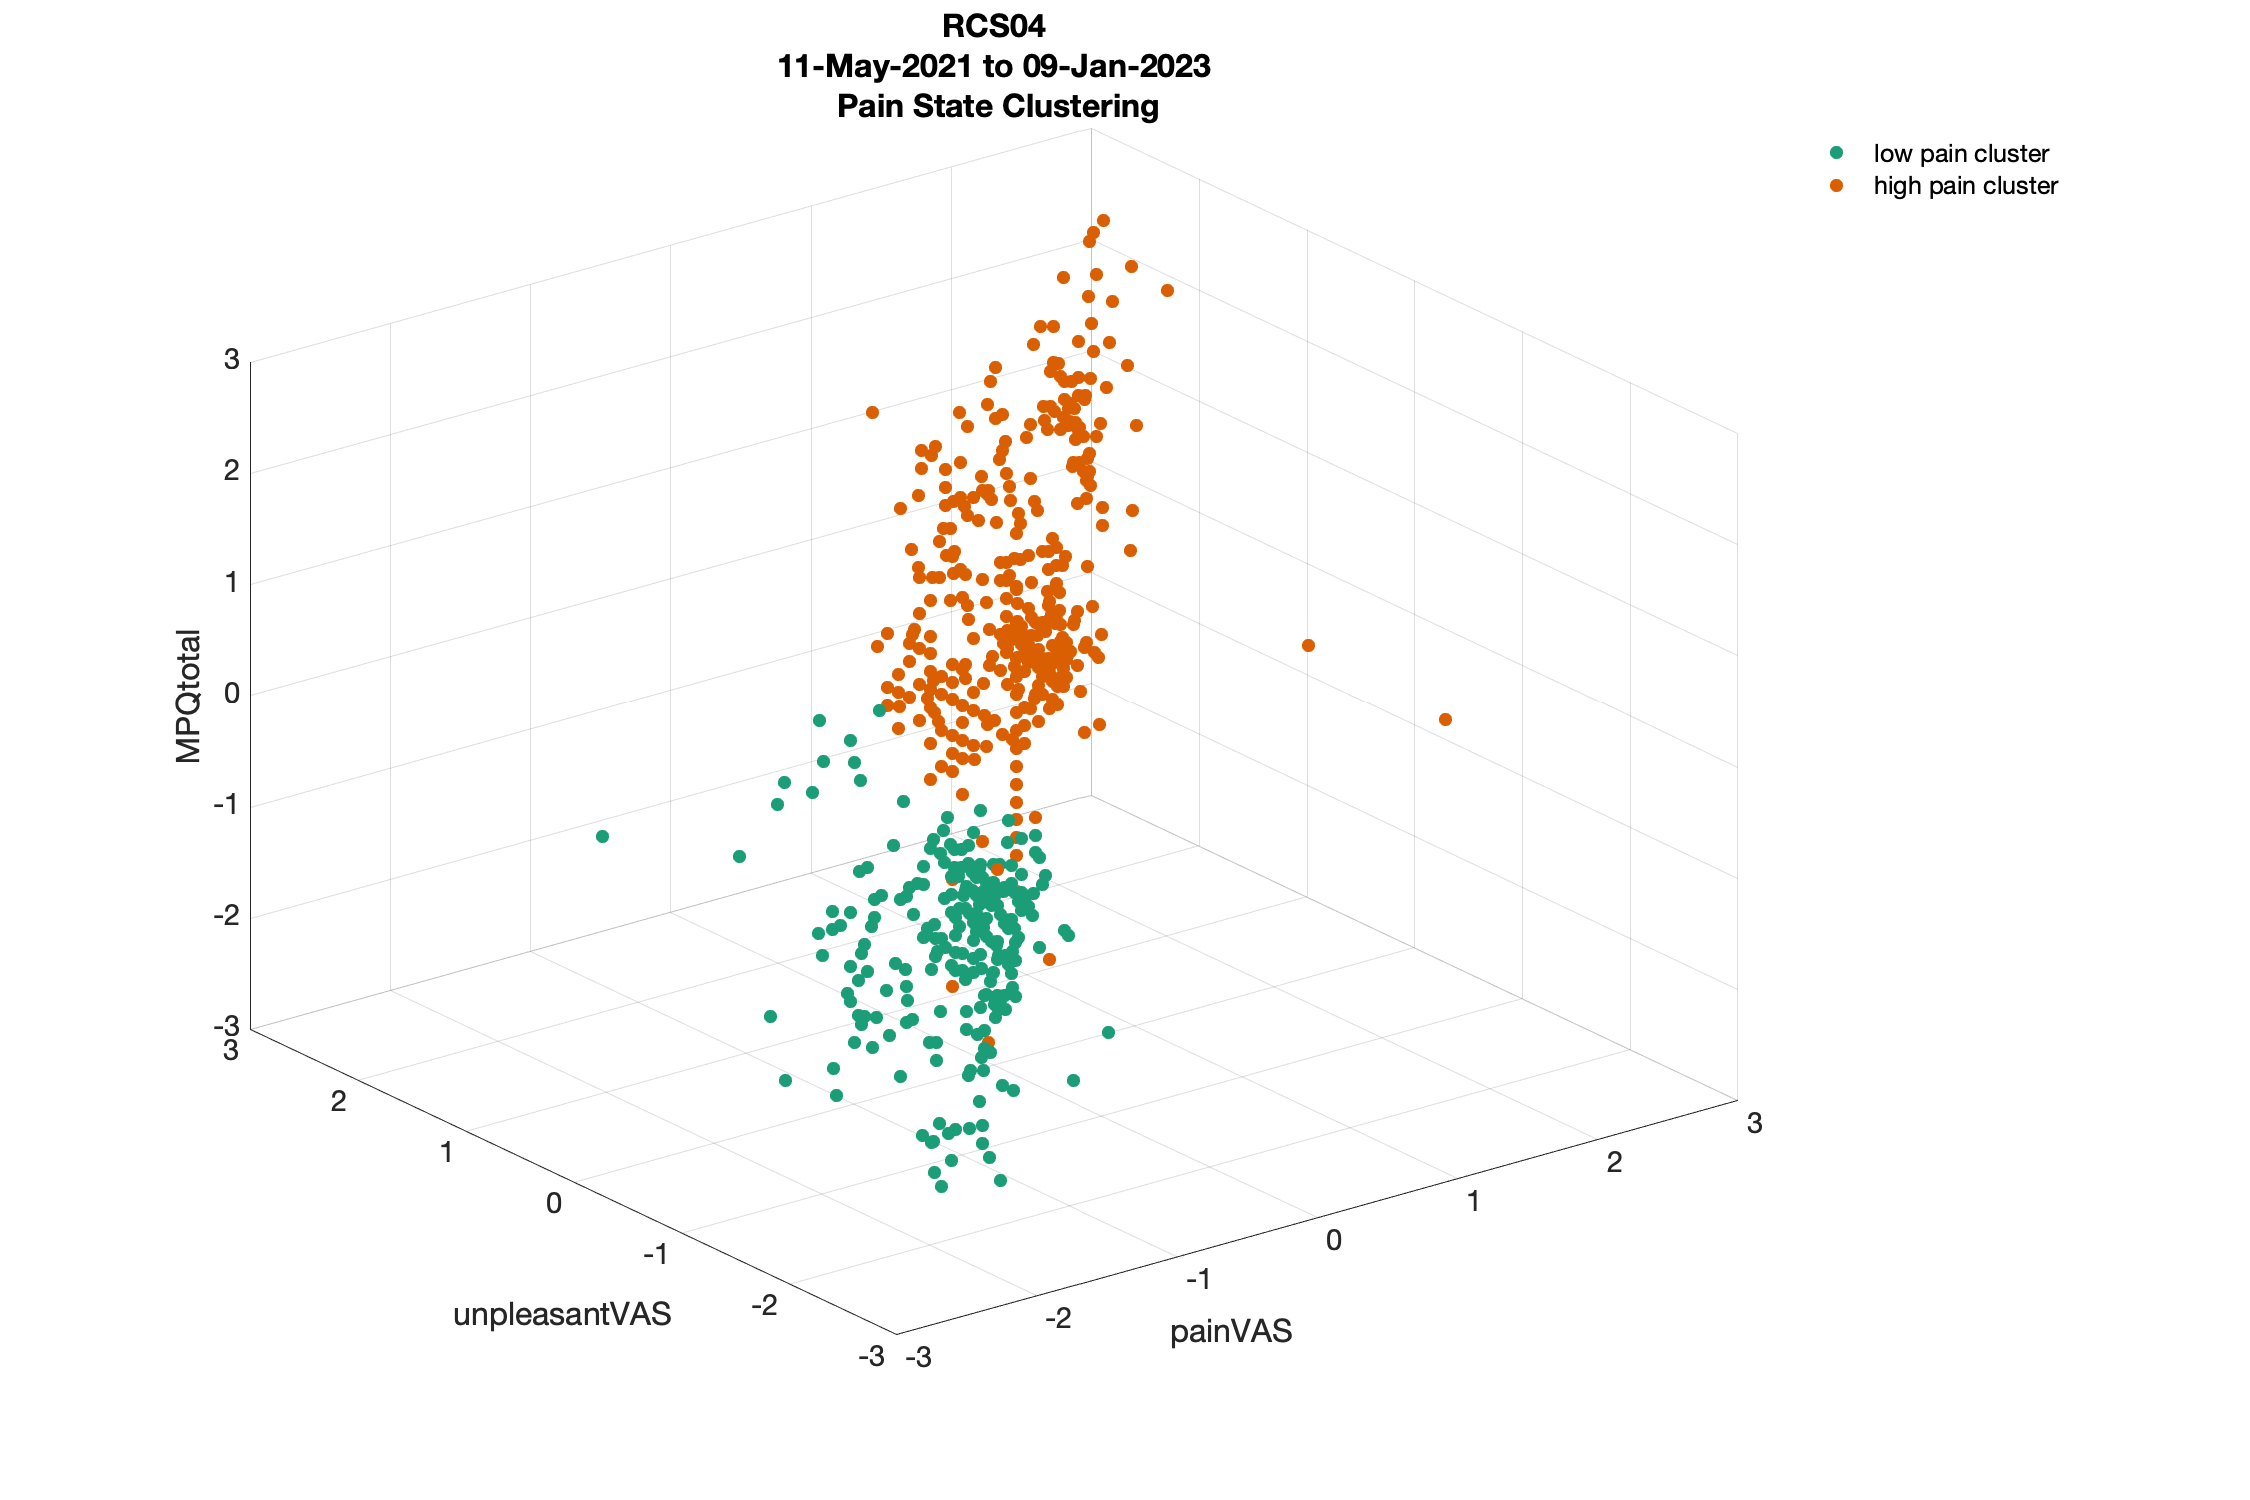 RCS04
11-May-2021 to 09-Jan-2023
Pain State Clustering
low pain cluster
high pain cluster
3
2
1
0
-1
-2
-3
MPQtotal
3
2
1
0
-1
-2
-3
unpleasantVAS
-3
-2
-1
0
1
2
3
painVAS